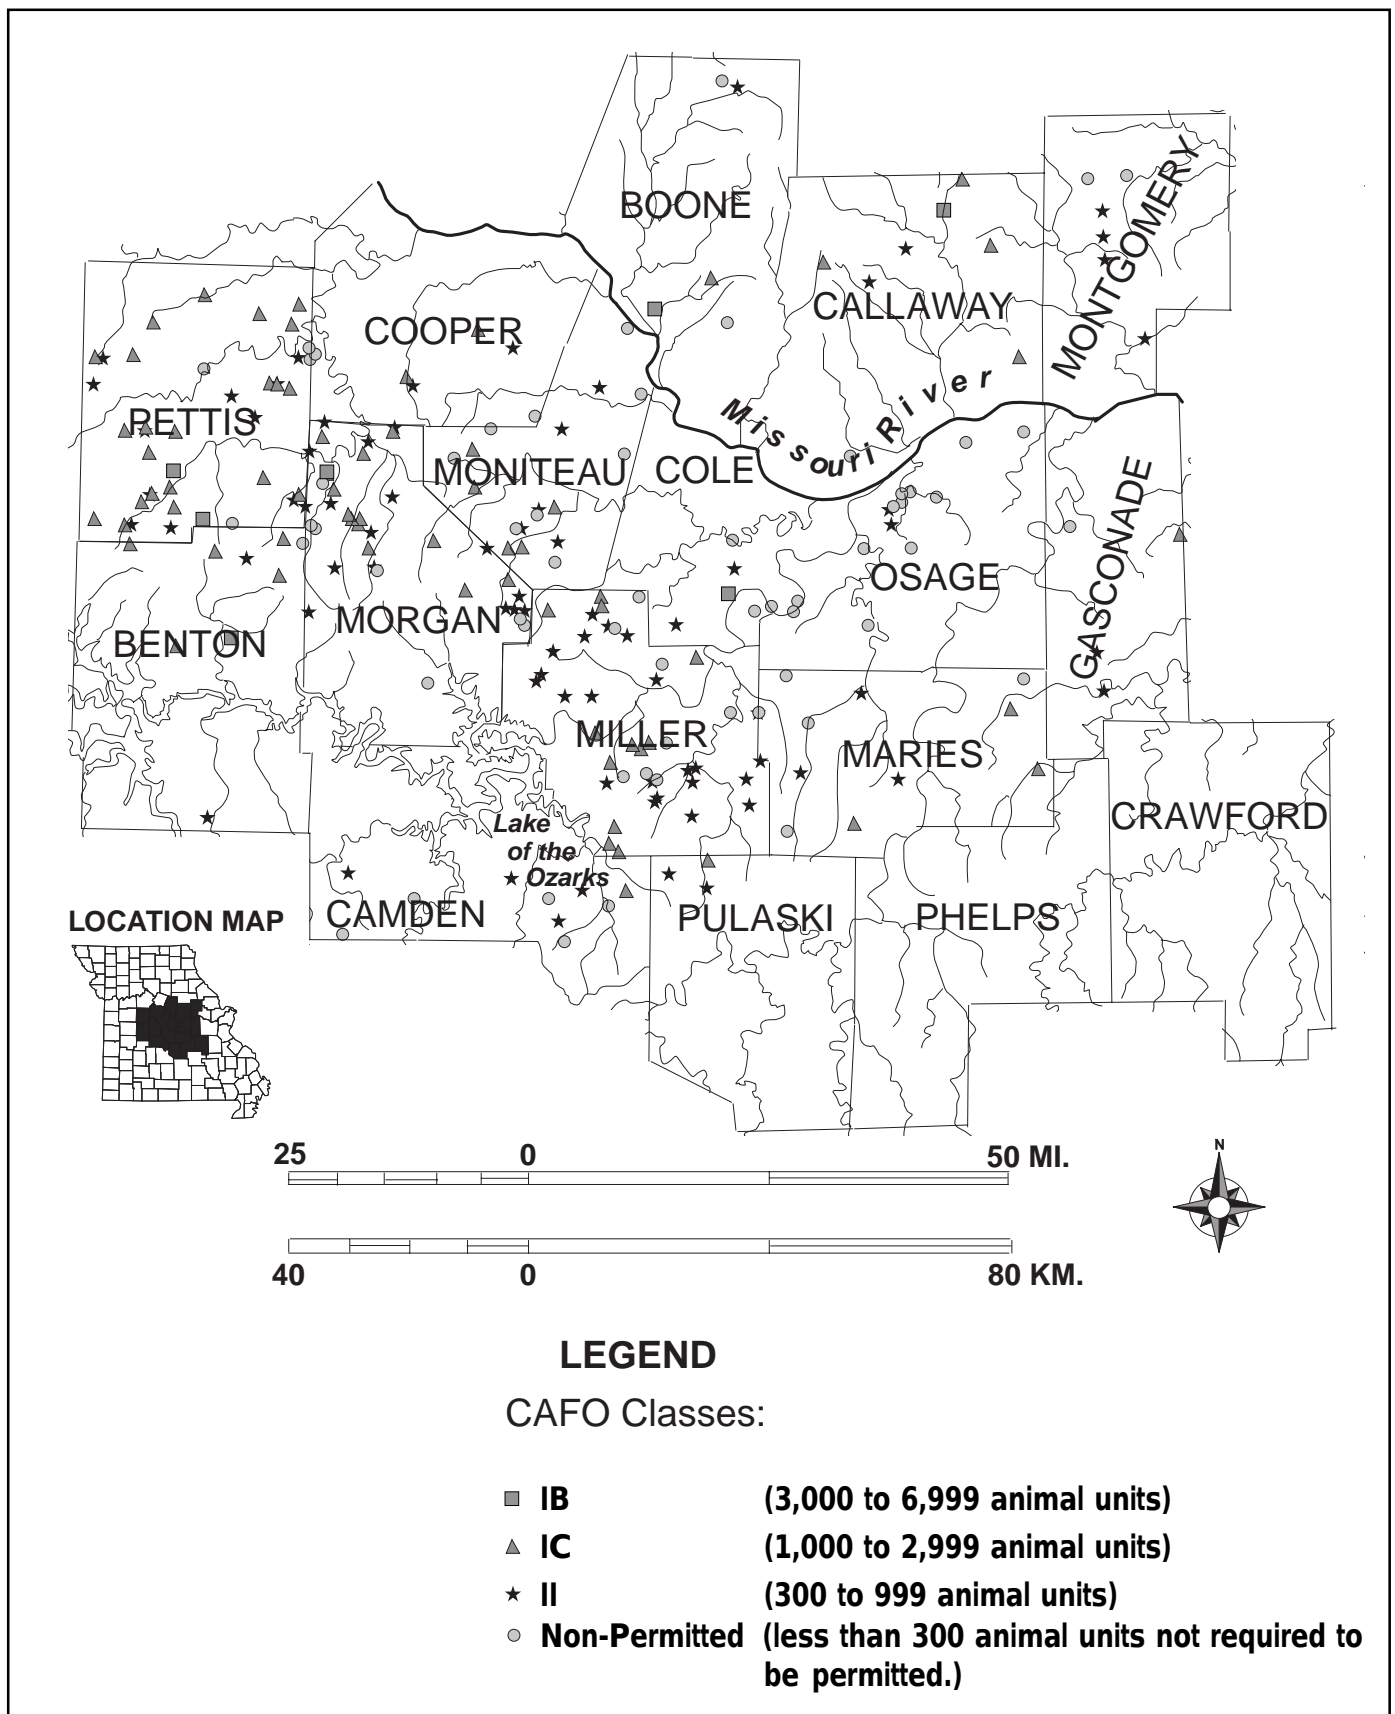 BOONE
MONTGOMERY
CALLAWAY
COOPER
Missouri River
PETTIS
MONITEAU
COLE
GASCONADE
OSAGE
MORGAN
BENTON
MILLER
MARIES
CRAWFORD
Lake
of the
Ozarks
CAMDEN
PULASKI
PHELPS
LOCATION MAP
25 0 50 MI.
N
40 0 80 KM.
LEGEND
CAFO Classes:
IB (3,000 to 6,999 animal units)
IC (1,000 to 2,999 animal units)
II (300 to 999 animal units)
Non-Permitted (less than 300 animal units not required to
be permitted.)